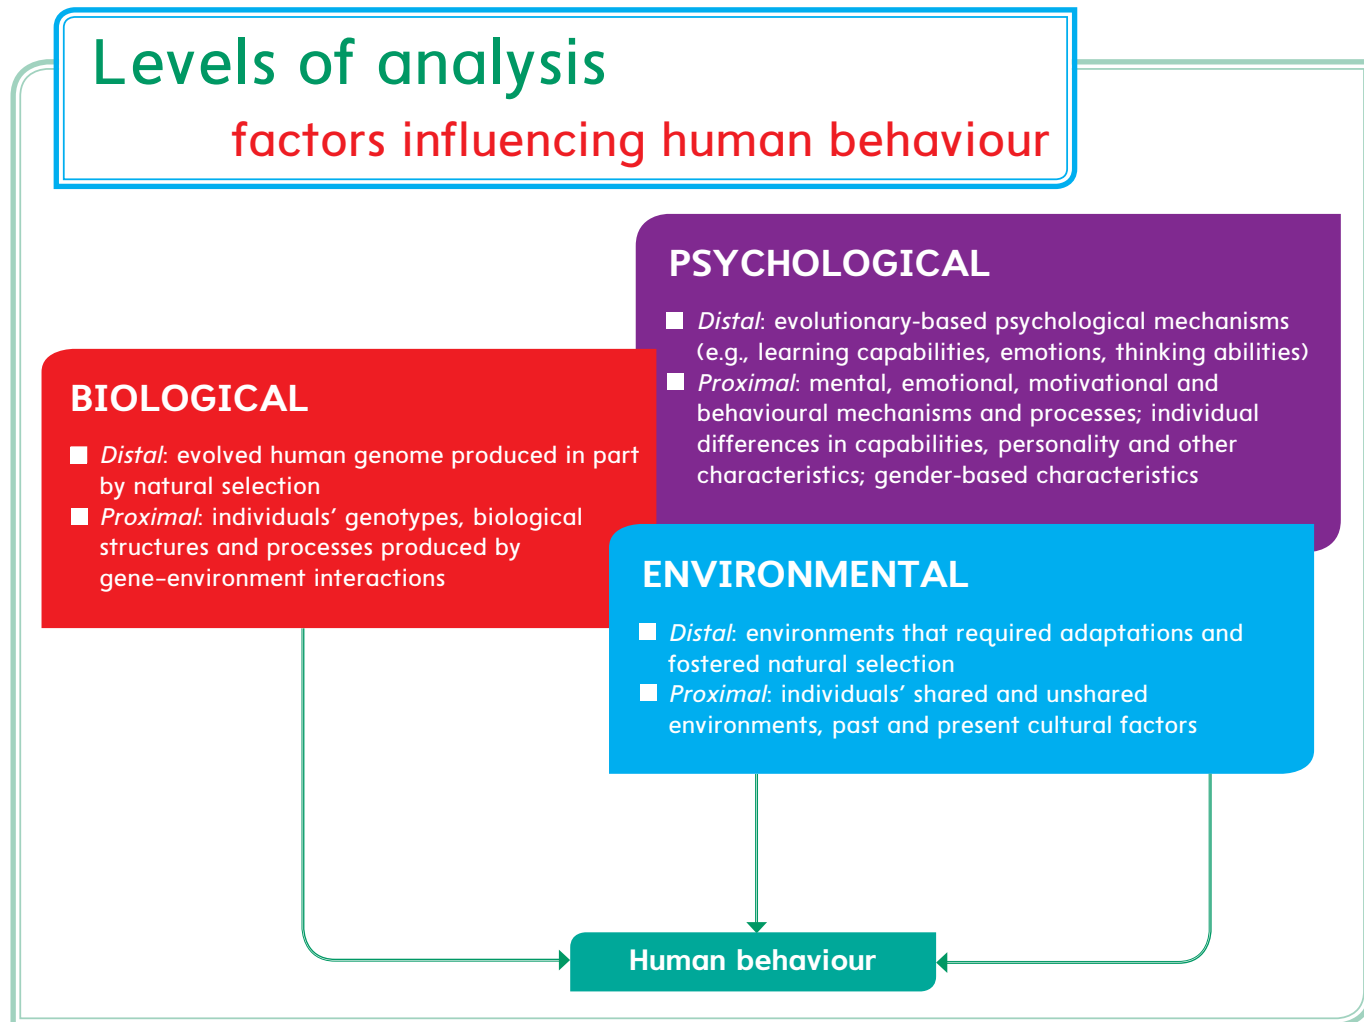 Levels of analysis
factors influencing human behaviour
PSYCHOLOGICAL
Distal: evolutionary-based psychological mechanisms
(e.g., learning capabilities, emotions, thinking abilities)
Proximal: mental, emotional, motivational and
behavioural mechanisms and processes; individual
differences in capabilities, personality and other
characteristics; gender-based characteristics
BIOLOGICAL
Distal: evolved human genome produced in part
by natural selection
Proximal: individuals’ genotypes, biological
structures and processes produced by
gene–environment interactions
ENVIRONMENTAL
Distal: environments that required adaptations and
fostered natural selection
Proximal: individuals’ shared and unshared
environments, past and present cultural factors
Human behaviour